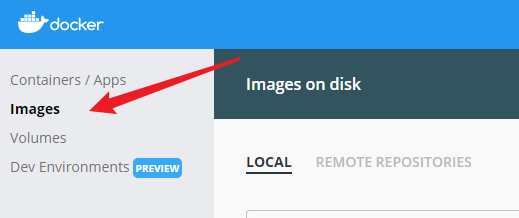 docker
Containers / Apps
Images
Volumes
Dev Environments PREVIEW
Images on disk
LOCAL REMOTE REPOSITORIES